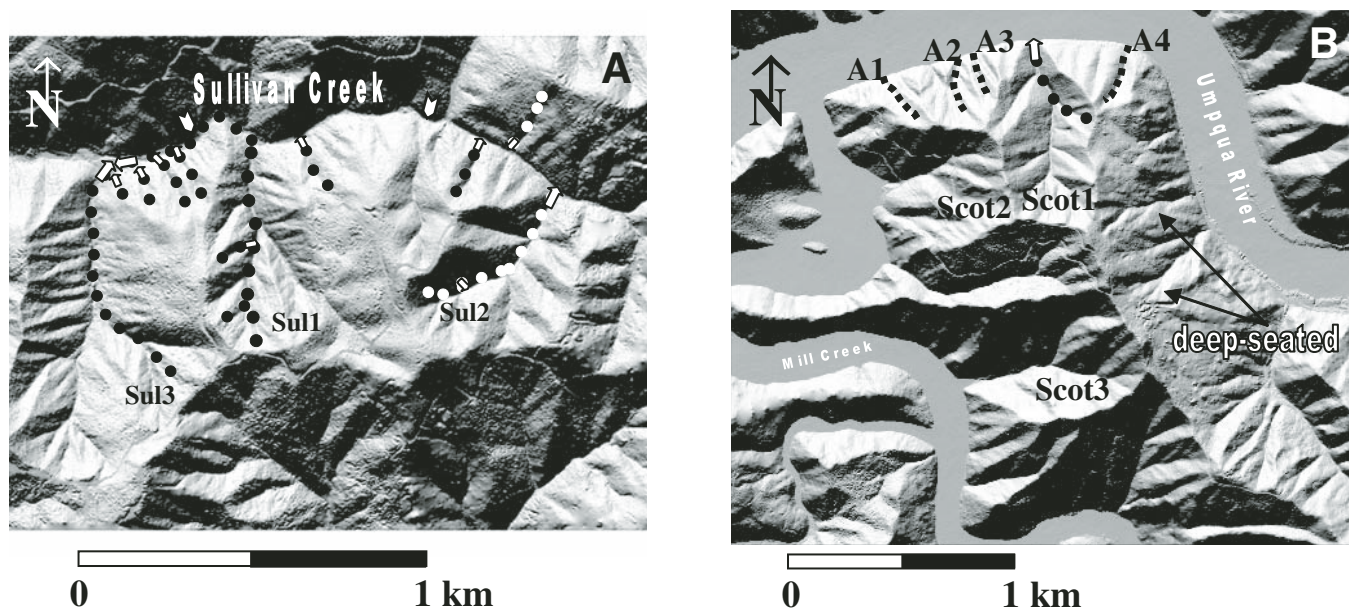 A
N
Sullivan Creek
Sul1
Sul2
Sul3
0 1 km
B
N
A1 A2 A3 A4
Umpqua River
Scot2 Scot1
deep-seated
Mill Creek
Scot3
0 1 km